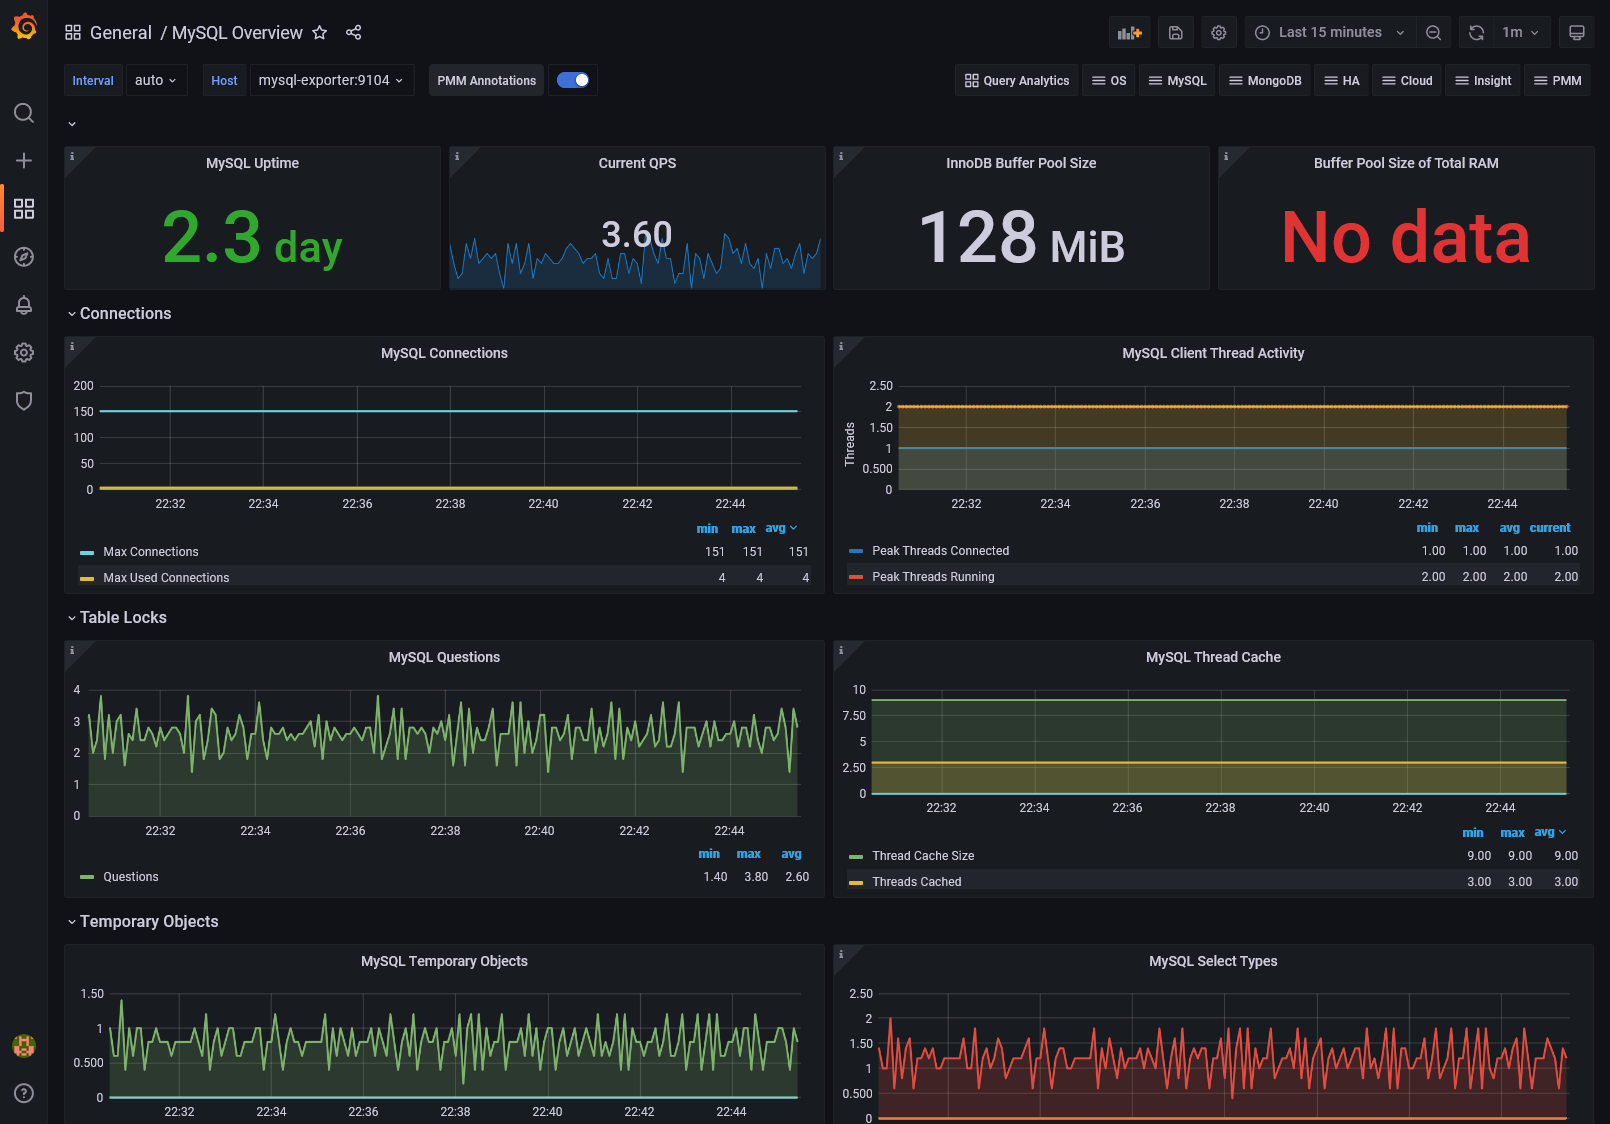 General / MySQL Overview
Last 15 minutes
1m
Interval auto Host mysql-exporter:9104 PMM Annotations
Query Analytics OS MySQL MongoDB HA Cloud Insight PMM
MySQL Uptime
2.3 day
Current QPS
3.60
InnoDB Buffer Pool Size
128 MiB
Buffer Pool Size of Total RAM
No data
Connections
MySQL Connections
200
150
100
50
0
22:32 22:34 22:36 22:38 22:40 22:42 22:44
min max avg
Max Connections 151 151 151
Max Used Connections 4 4 4
MySQL Client Thread Activity
Threads
2.50
2
1.50
1
0.500
0
22:32 22:34 22:36 22:38 22:40 22:42 22:44
min max avg current
Peak Threads Connected 1.00 1.00 1.00 1.00
Peak Threads Running 2.00 2.00 2.00 2.00
Table Locks
MySQL Questions
4
3
2
1
0
22:32 22:34 22:36 22:38 22:40 22:42 22:44
min max avg
Questions 1.40 3.80 2.60
MySQL Thread Cache
10
7.50
5
2.50
0
22:32 22:34 22:36 22:38 22:40 22:42 22:44
min max avg
Thread Cache Size 9.00 9.00 9.00
Threads Cached 3.00 3.00 3.00
Temporary Objects
MySQL Temporary Objects
1.50
1
0.500
0
22:32 22:34 22:36 22:38 22:40 22:42 22:44
MySQL Select Types
2.50
2
1.50
1
0.500
0